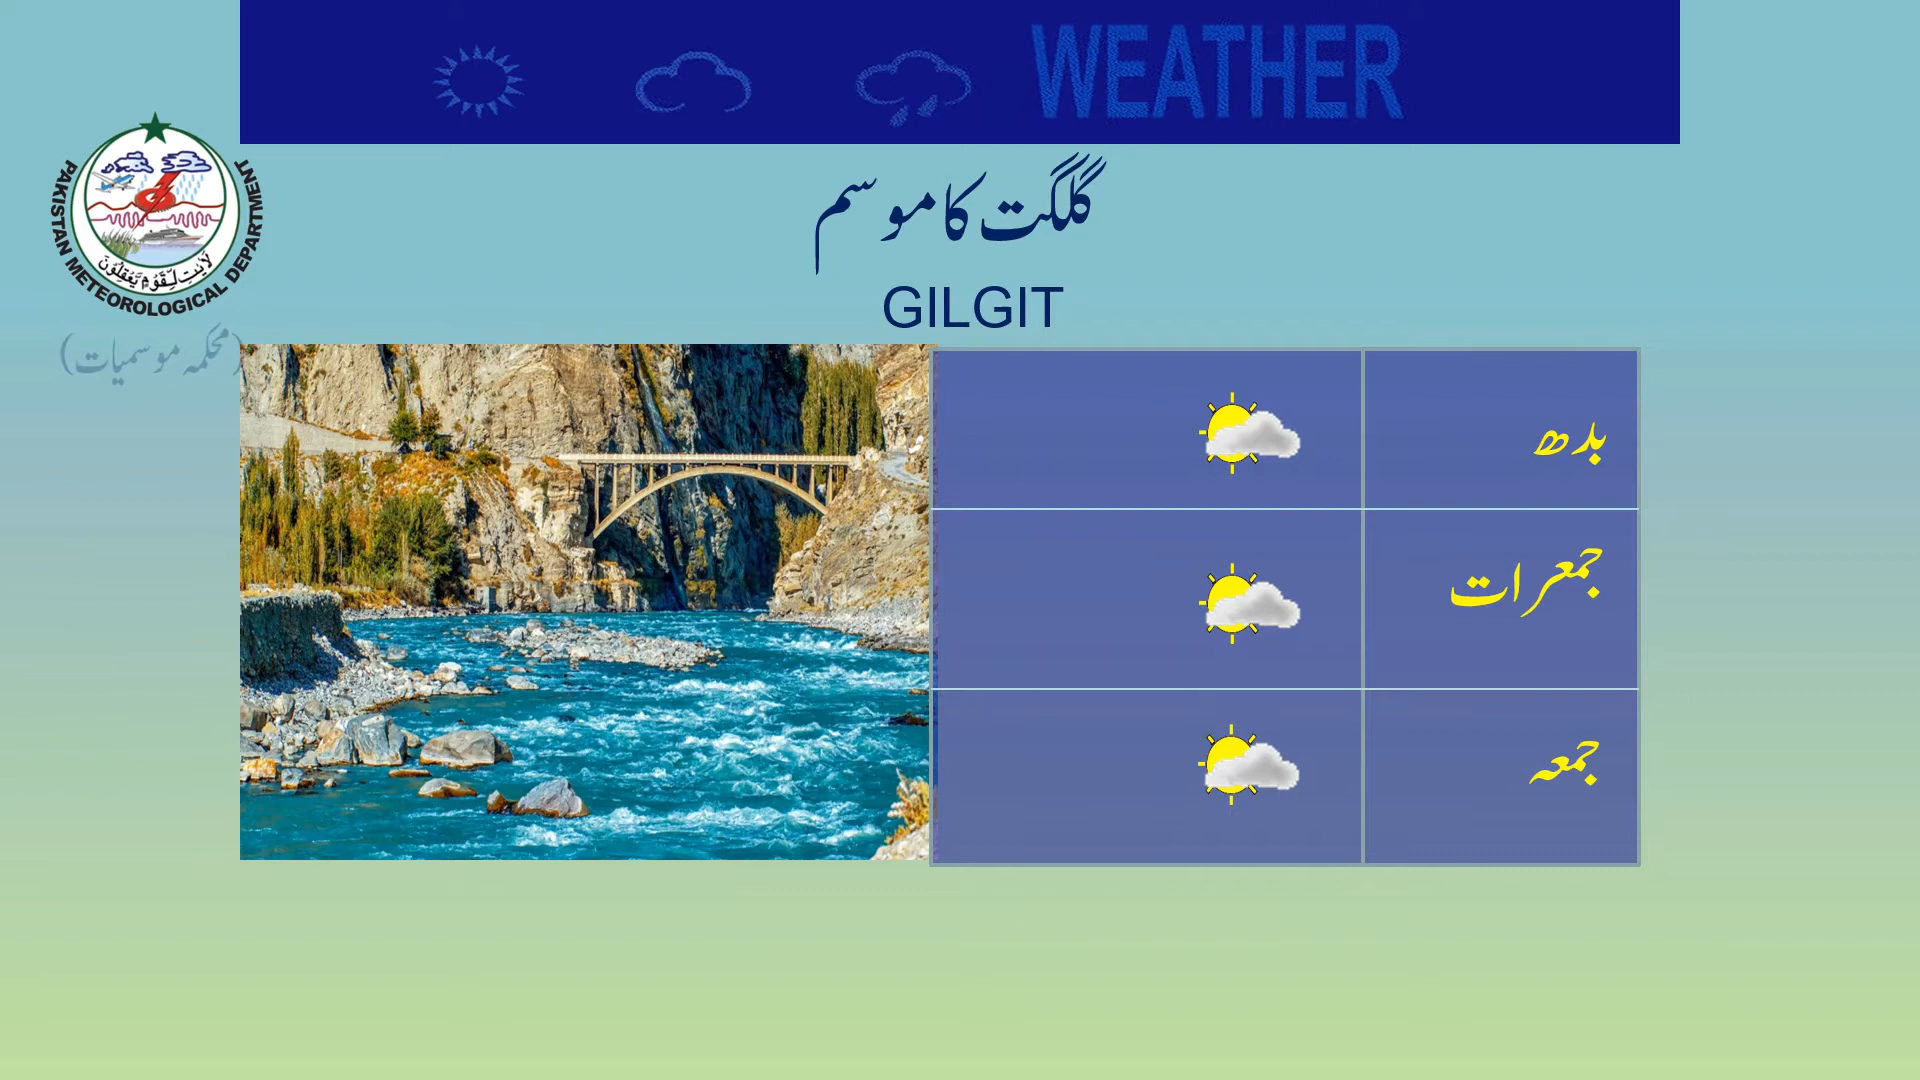 WEATHER
گلگت کا موسم
GILGIT
PAKISTAN METEOROLOGICAL DEPARTMENT
لَاٰيٰتٍ لِّقَوْمٍ يَّعْقِلُوْنَ
(محکمہ موسمیات)
بدھ
جمعرات
جمعہ